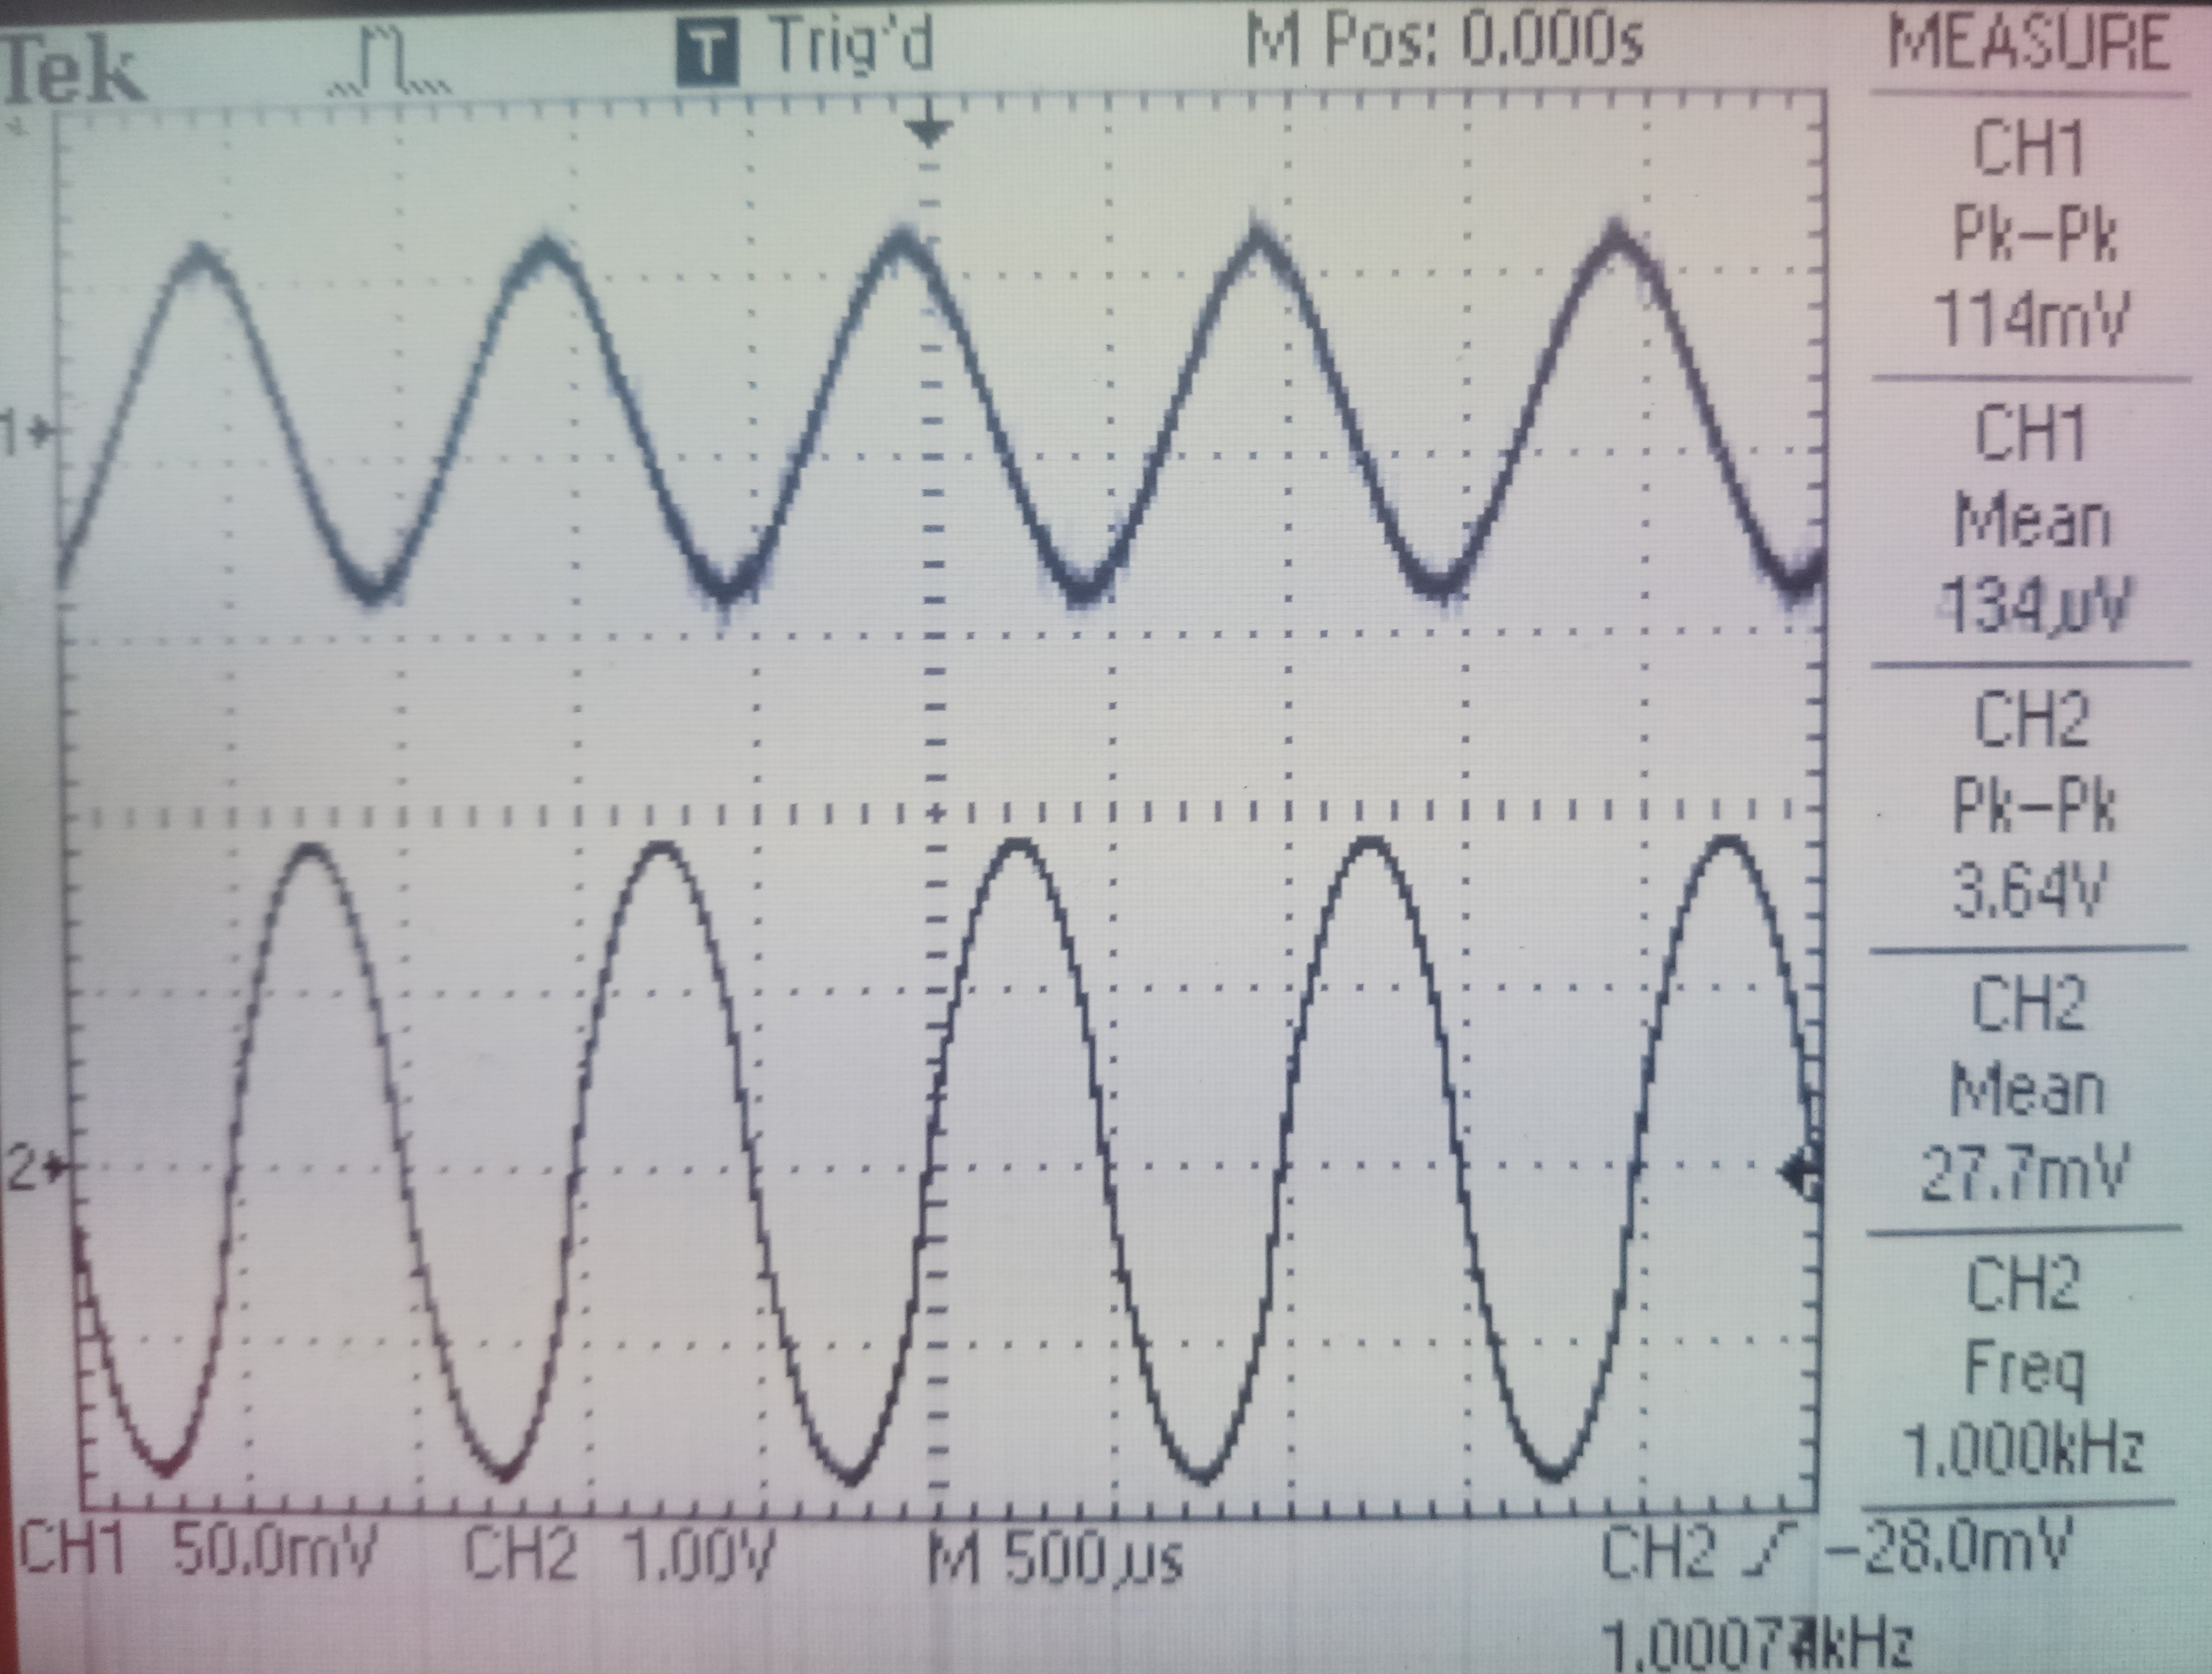 Tek T Trig'd M Pos: 0.000s MEASURE
CH1
Pk-Pk
114mV
1
CH1
Mean
134µV
CH2
Pk-Pk
3.64V
CH2
Mean
27.7mV
2
CH2
Freq
1.000kHz
CH1 50.0mV CH2 1.00V M 500µs CH2 -28.0mV